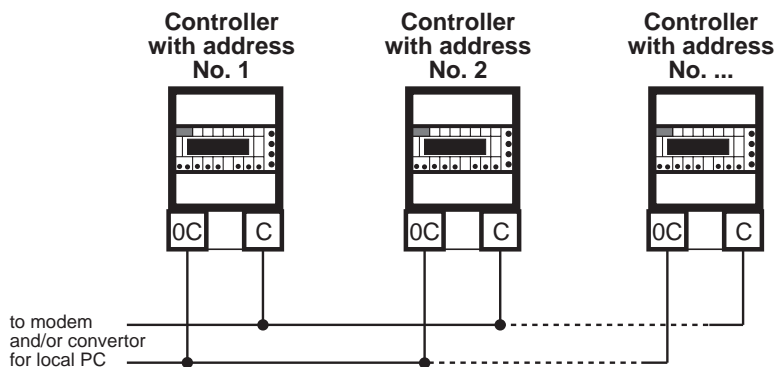 Controller
with address
No. 1
Controller
with address
No. 2
Controller
with address
No. ...
0C
C
0C
C
0C
C
to modem
and/or convertor
for local PC